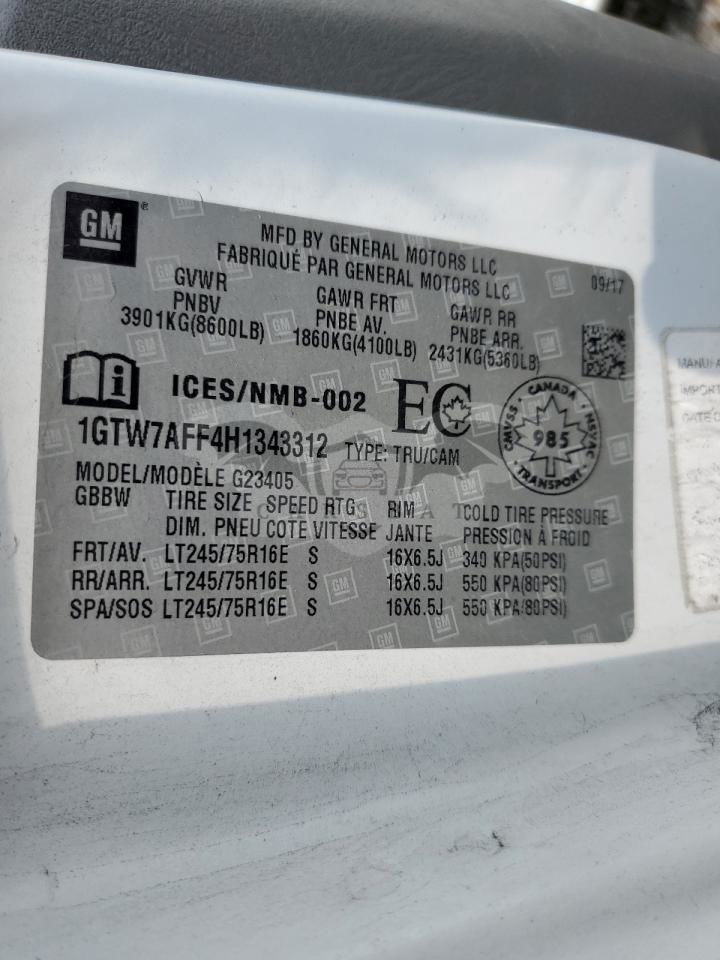 GM ®
MFD BY GENERAL MOTORS LLC
FABRIQUÉ PAR GENERAL MOTORS LLC
09/17
GVWR GAWR FRT GAWR RR
PNBV PNBE AV. PNBE ARR.
3901KG(8600LB) 1860KG(4100LB) 2431KG(5360LB)
i ICES/NMB-002 EC
CANADA
CMVSS 985 NSVAC
TRANSPORT
1GTW7AFF4H1343312 TYPE: TRU/CAM
MODEL/MODÈLE G23405
GBBW TIRE SIZE SPEED RTG RIM COLD TIRE PRESSURE
DIM. PNEU COTE VITESSE JANTE PRESSION À FROID
FRT/AV. LT245/75R16E S 16X6.5J 340 KPA(50PSI)
RR/ARR. LT245/75R16E S 16X6.5J 550 KPA(80PSI)
SPA/SOS LT245/75R16E S 16X6.5J 550 KPA(80PSI)
IMPORT
DATE